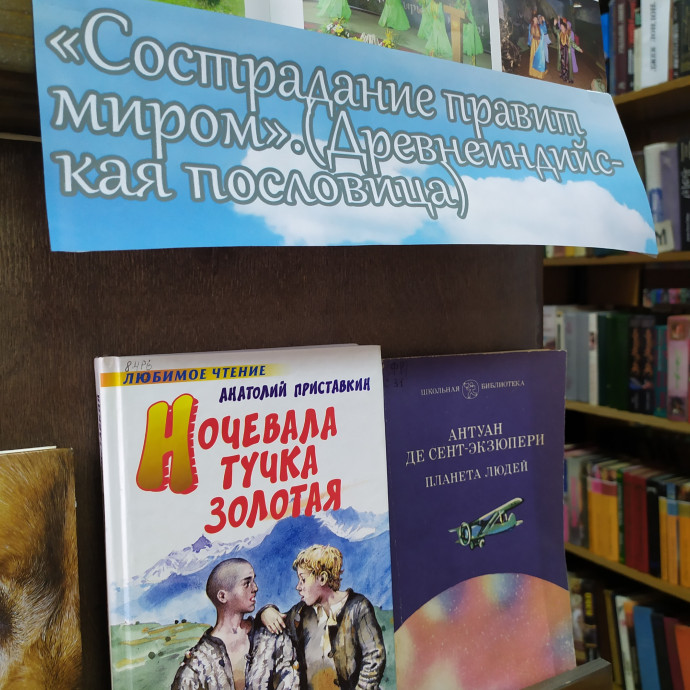 «Сострадание правит
миром».(Древнеиндийс-
кая пословица)
ЛЮБИМОЕ ЧТЕНИЕ
АНАТОЛИЙ ПРИСТАВКИН
НОЧЕВАЛА
ТУЧКА
ЗОЛОТАЯ
ШКОЛЬНАЯ БИБЛИОТЕКА
АНТУАН
ДЕ СЕНТ-ЭКЗЮПЕРИ
ПЛАНЕТА ЛЮДЕЙ